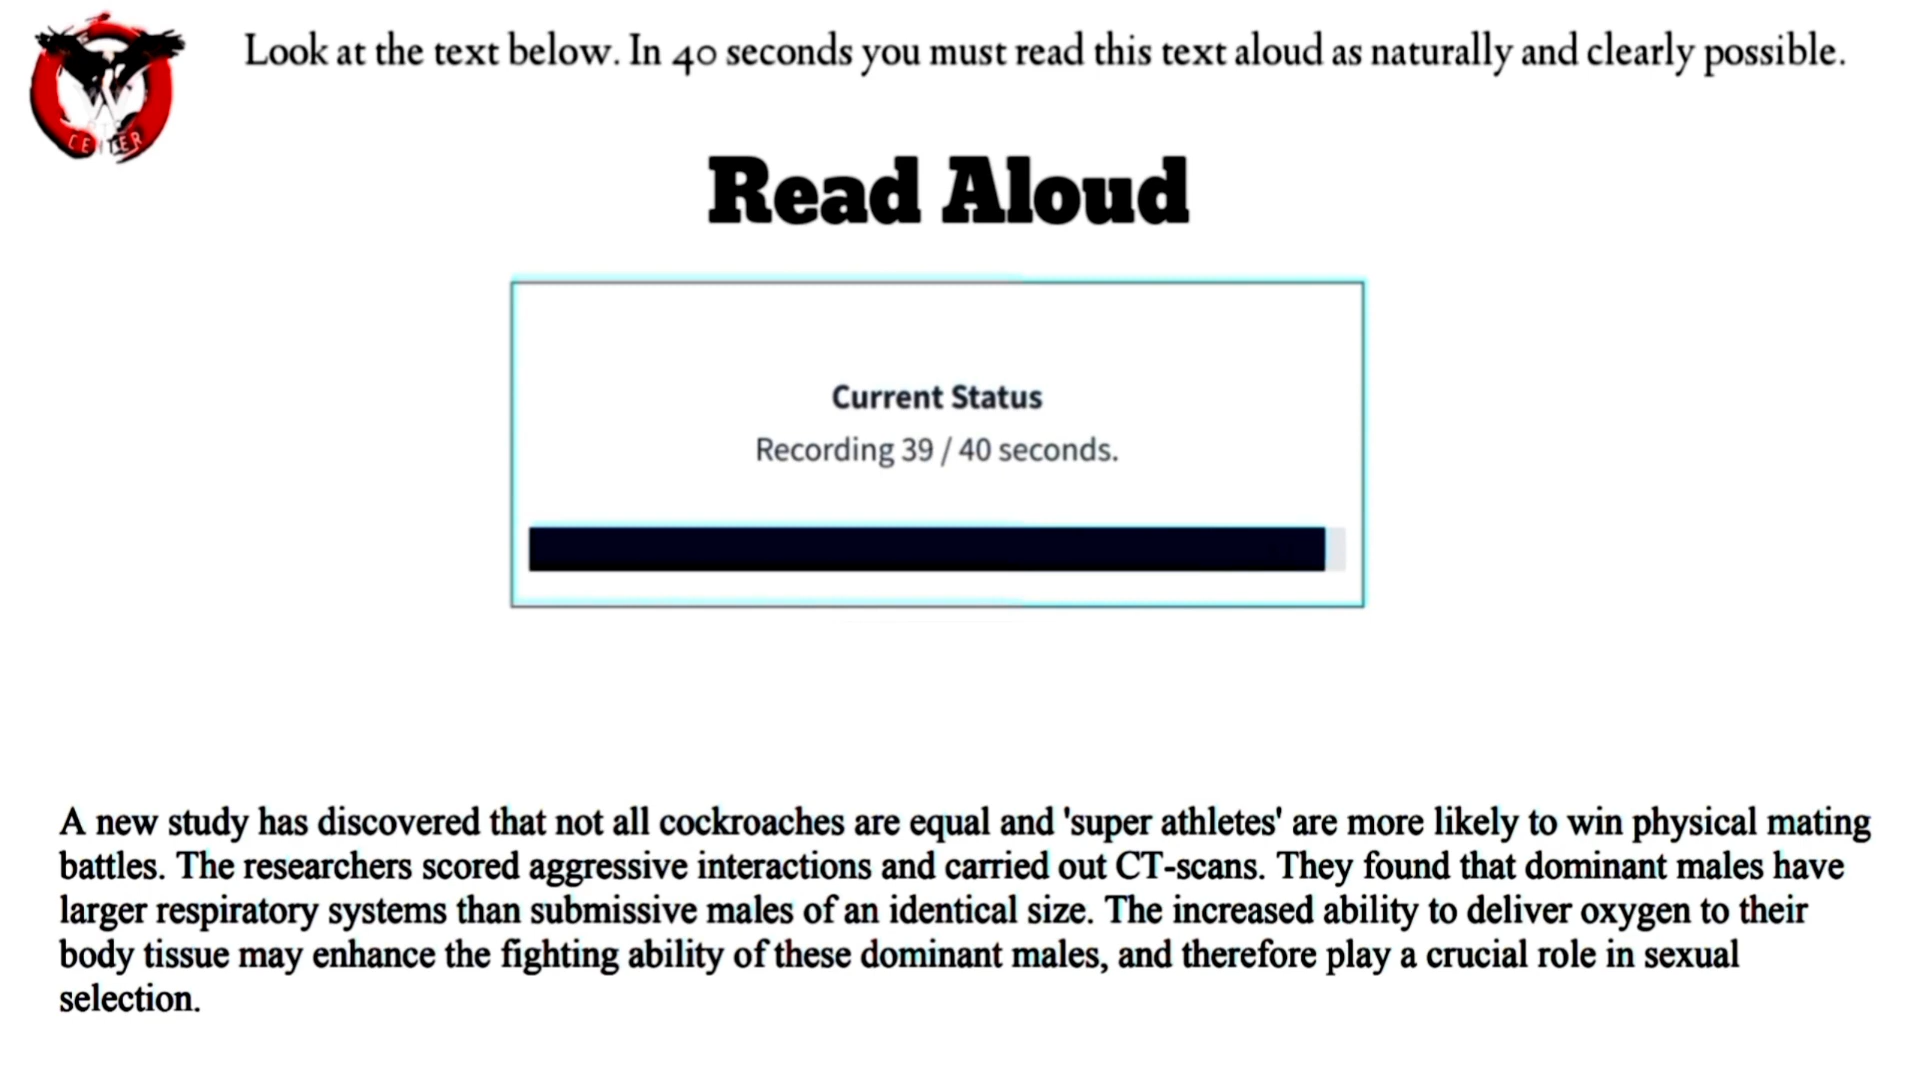 Look at the text below. In 40 seconds you must read this text aloud as naturally and clearly possible.
CENTER
Read Aloud
Current Status
Recording 39 / 40 seconds.
A new study has discovered that not all cockroaches are equal and 'super athletes' are more likely to win physical mating
battles. The researchers scored aggressive interactions and carried out CT-scans. They found that dominant males have
larger respiratory systems than submissive males of an identical size. The increased ability to deliver oxygen to their
body tissue may enhance the fighting ability of these dominant males, and therefore play a crucial role in sexual
selection.